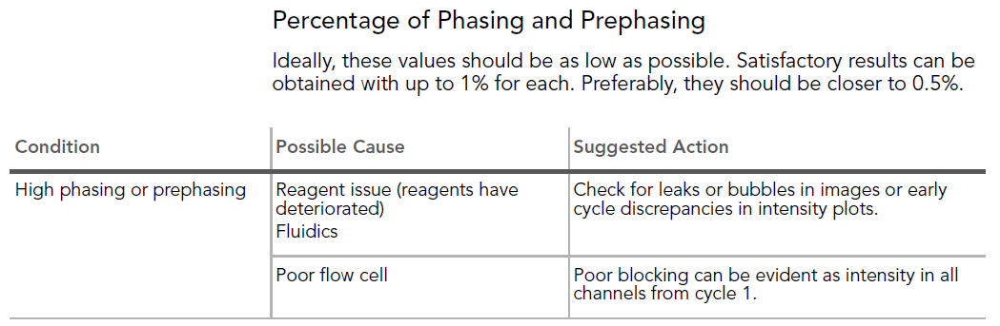 Percentage of Phasing and Prephasing
Ideally, these values should be as low as possible. Satisfactory results can be
obtained with up to 1% for each. Preferably, they should be closer to 0.5%.
Condition
Possible Cause
Suggested Action
High phasing or prephasing
Reagent issue (reagents have
deteriorated)
Fluidics
Check for leaks or bubbles in images or early
cycle discrepancies in intensity plots.
Poor flow cell
Poor blocking can be evident as intensity in all
channels from cycle 1.